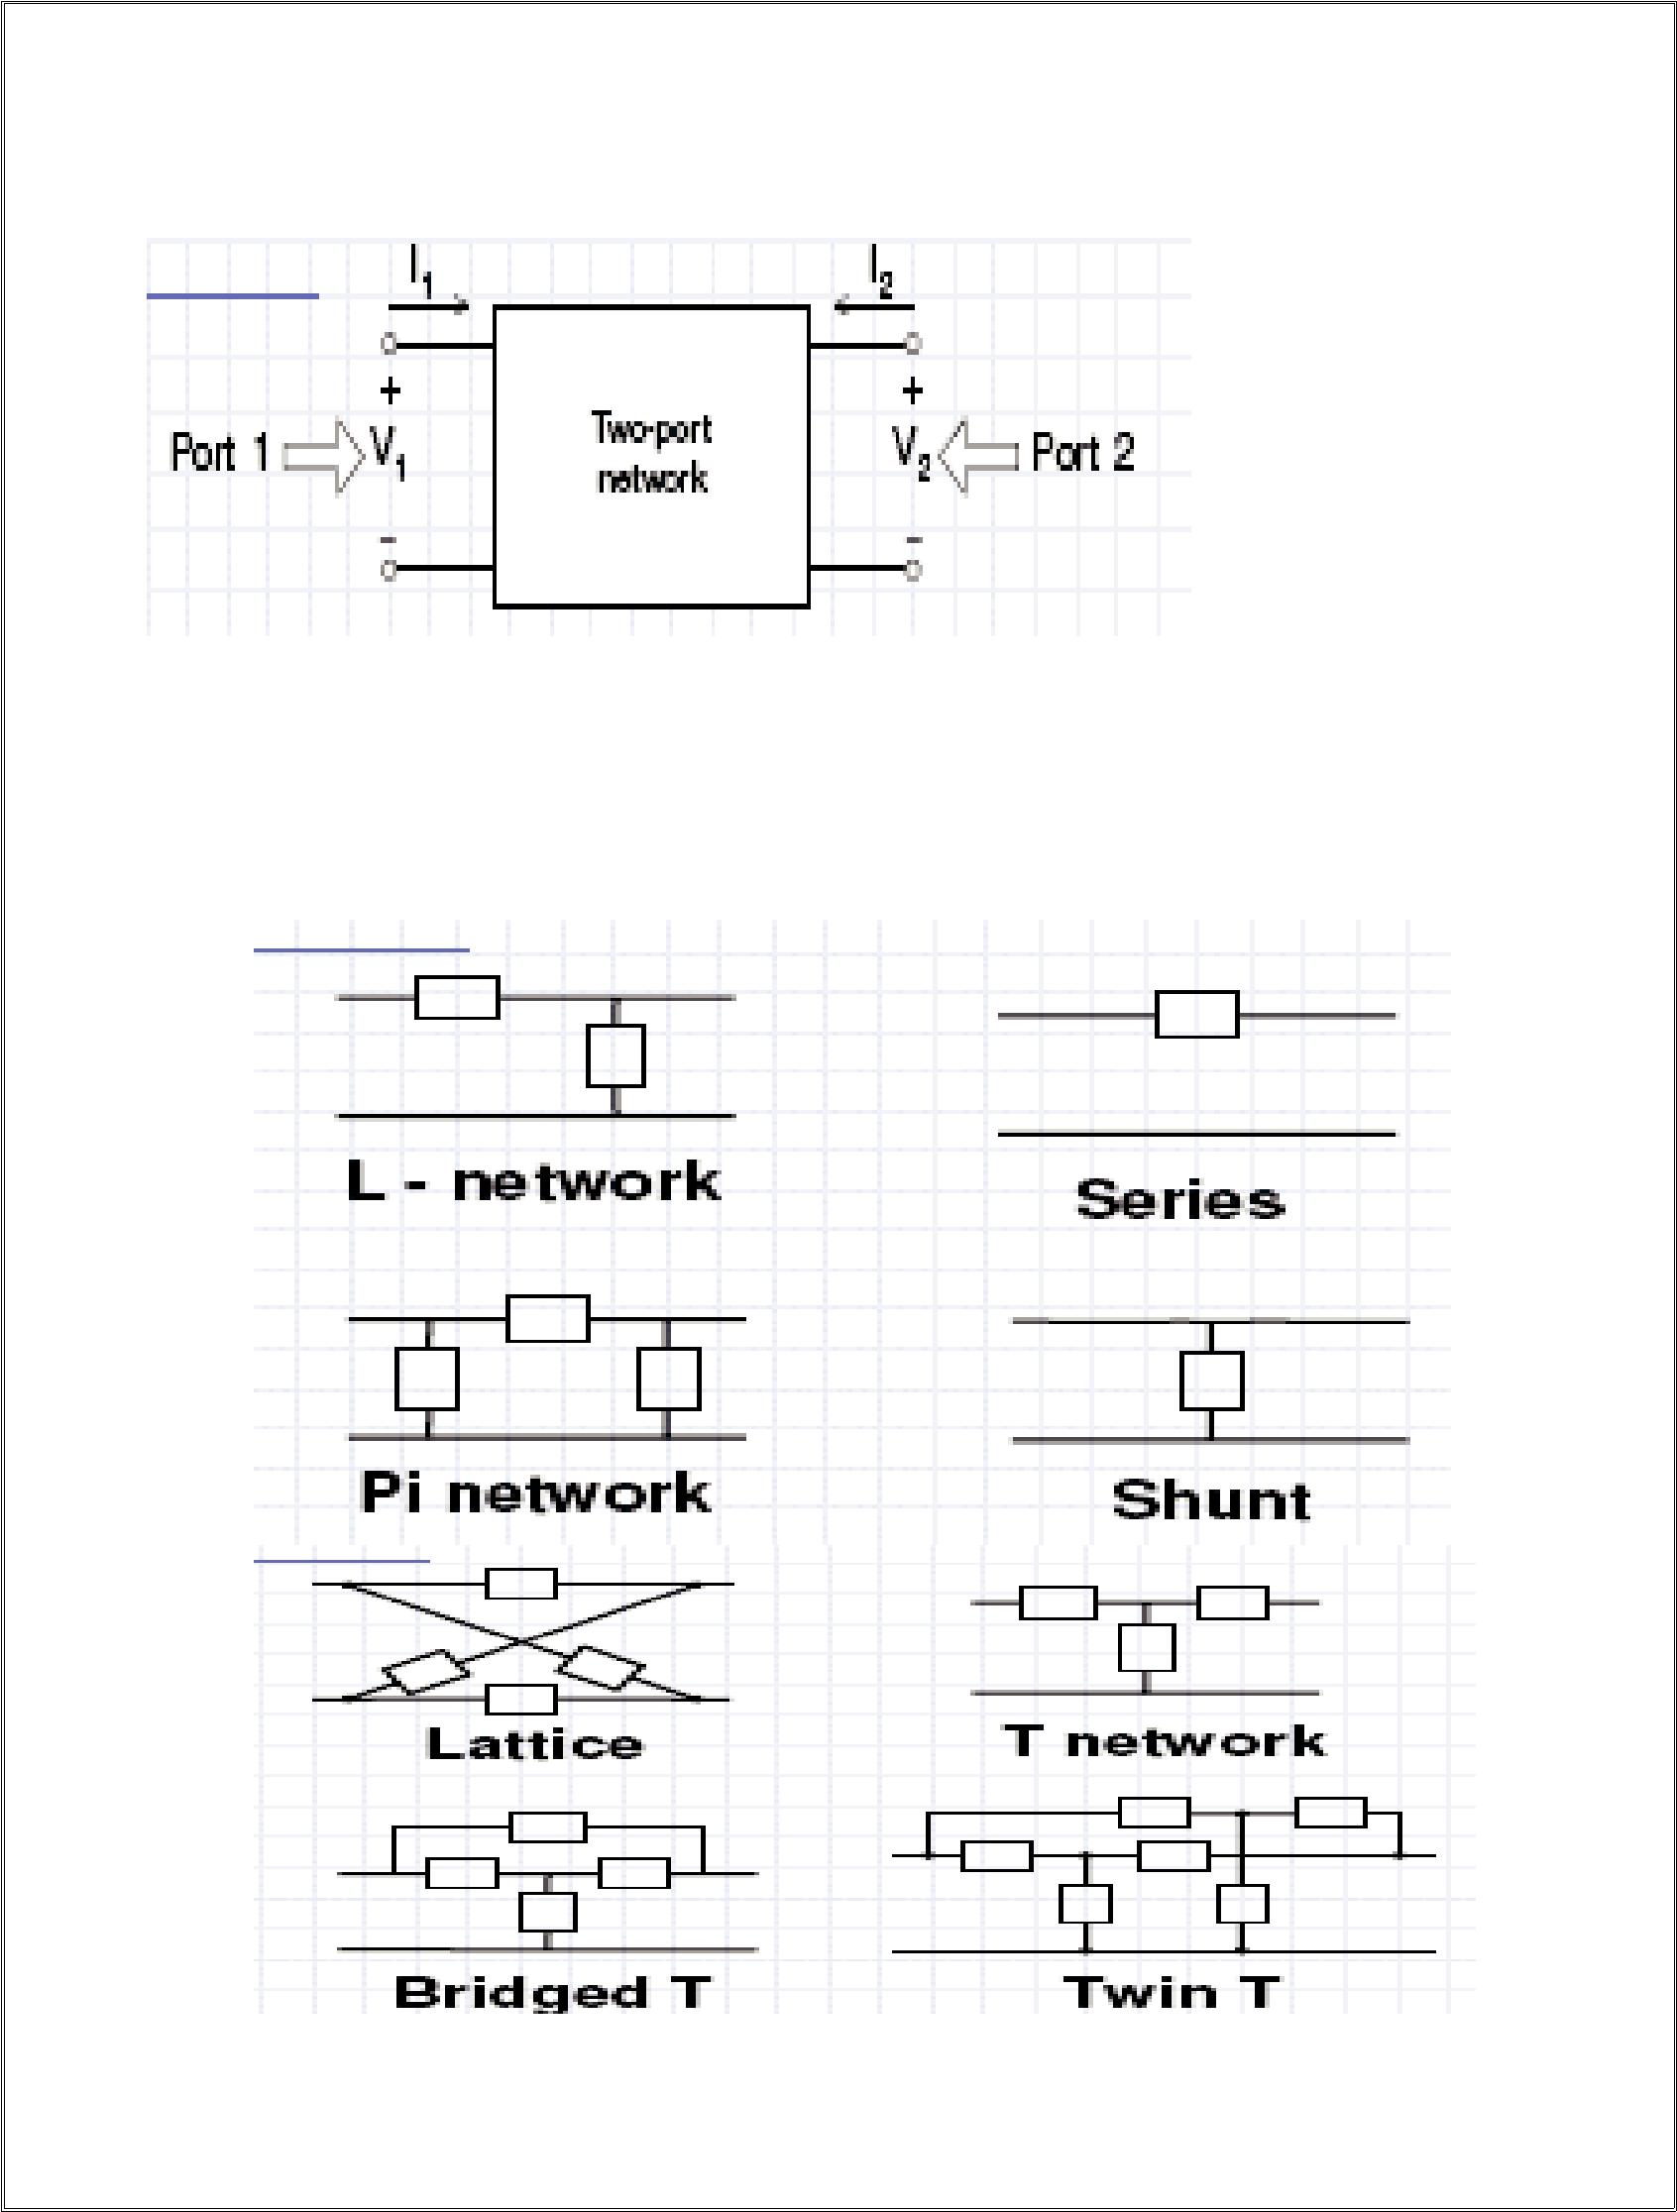 I1 I2
+ +
Port 1 V1 Two-port network V2 Port 2
- -
L - network
Series
Pi network
Shunt
Lattice
T network
Bridged T
Twin T